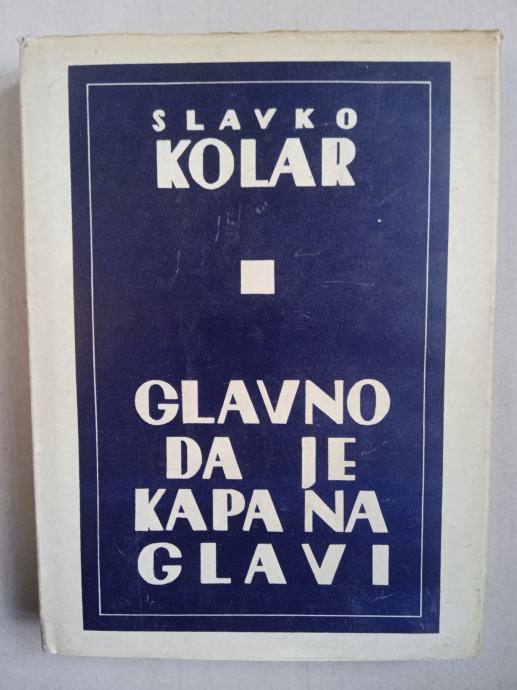 SLAVKO
KOLAR
GLAVNO
DA JE
KAPA NA
GLAVI